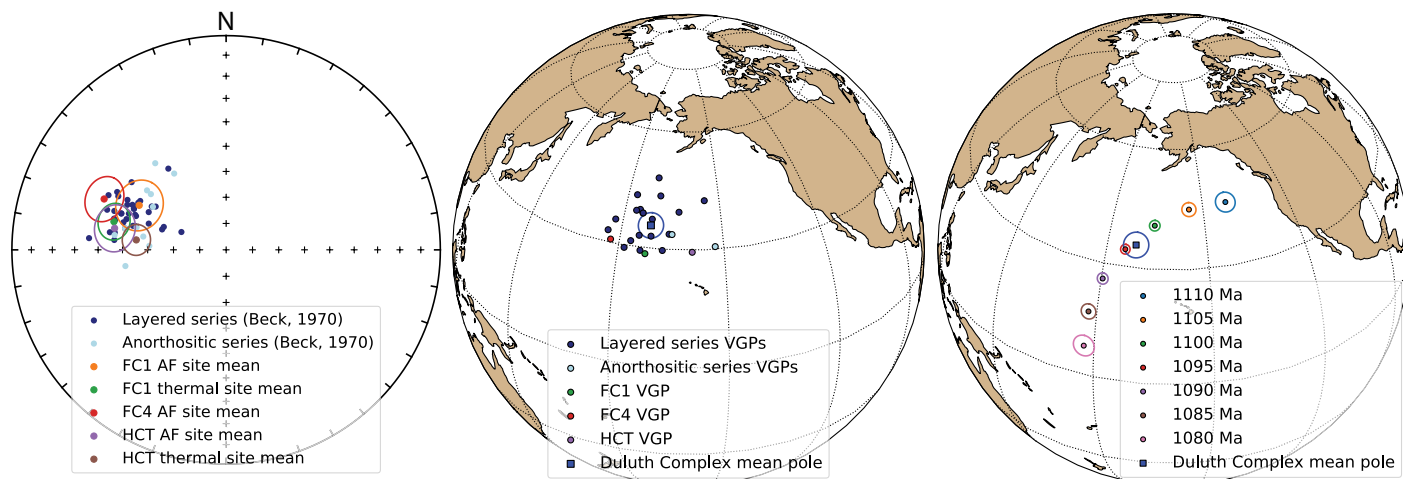 N
Layered series (Beck, 1970)
Anorthositic series (Beck, 1970)
FC1 AF site mean
FC1 thermal site mean
FC4 AF site mean
HCT AF site mean
HCT thermal site mean
Layered series VGPs
Anorthositic series VGPs
FC1 VGP
FC4 VGP
HCT VGP
Duluth Complex mean pole
1110 Ma
1105 Ma
1100 Ma
1095 Ma
1090 Ma
1085 Ma
1080 Ma
Duluth Complex mean pole